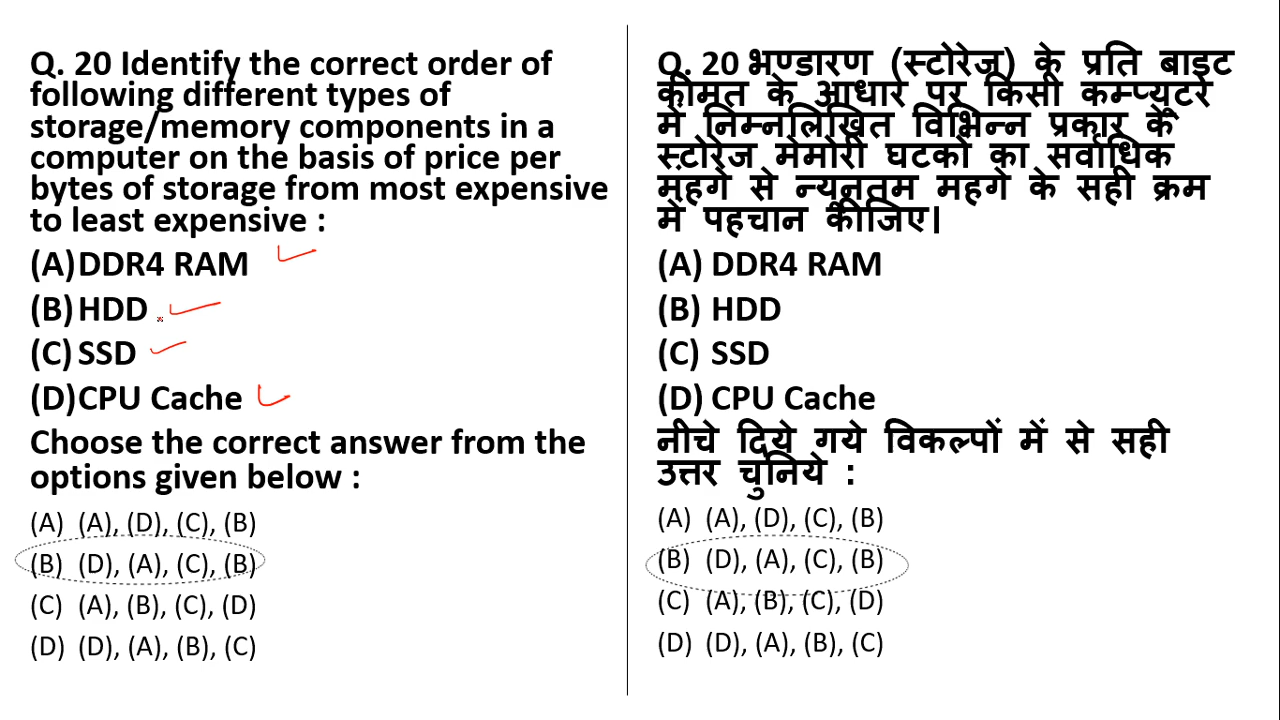 Q. 20 Identify the correct order of
following different types of
storage/memory components in a
computer on the basis of price per
bytes of storage from most expensive
to least expensive :
(A) DDR4 RAM
(B) HDD
(C) SSD
(D) CPU Cache
Choose the correct answer from the
options given below :
(A) (A), (D), (C), (B)
(B) (D), (A), (C), (B)
(C) (A), (B), (C), (D)
(D) (D), (A), (B), (C)
Q. 20 भण्डारण (स्टोरेज) के प्रति बाइट
कीमत के आधार पर किसी कम्प्यूटर
में निम्नलिखित विभिन्न प्रकार के
स्टोरेज मेमोरी घटकों का सर्वाधिक
महंगे से न्यूनतम महंगे के सही क्रम
में पहचान कीजिए।
(A) DDR4 RAM
(B) HDD
(C) SSD
(D) CPU Cache
नीचे दिये गये विकल्पों में से सही
उत्तर चुनिये :
(A) (A), (D), (C), (B)
(B) (D), (A), (C), (B)
(C) (A), (B), (C), (D)
(D) (D), (A), (B), (C)